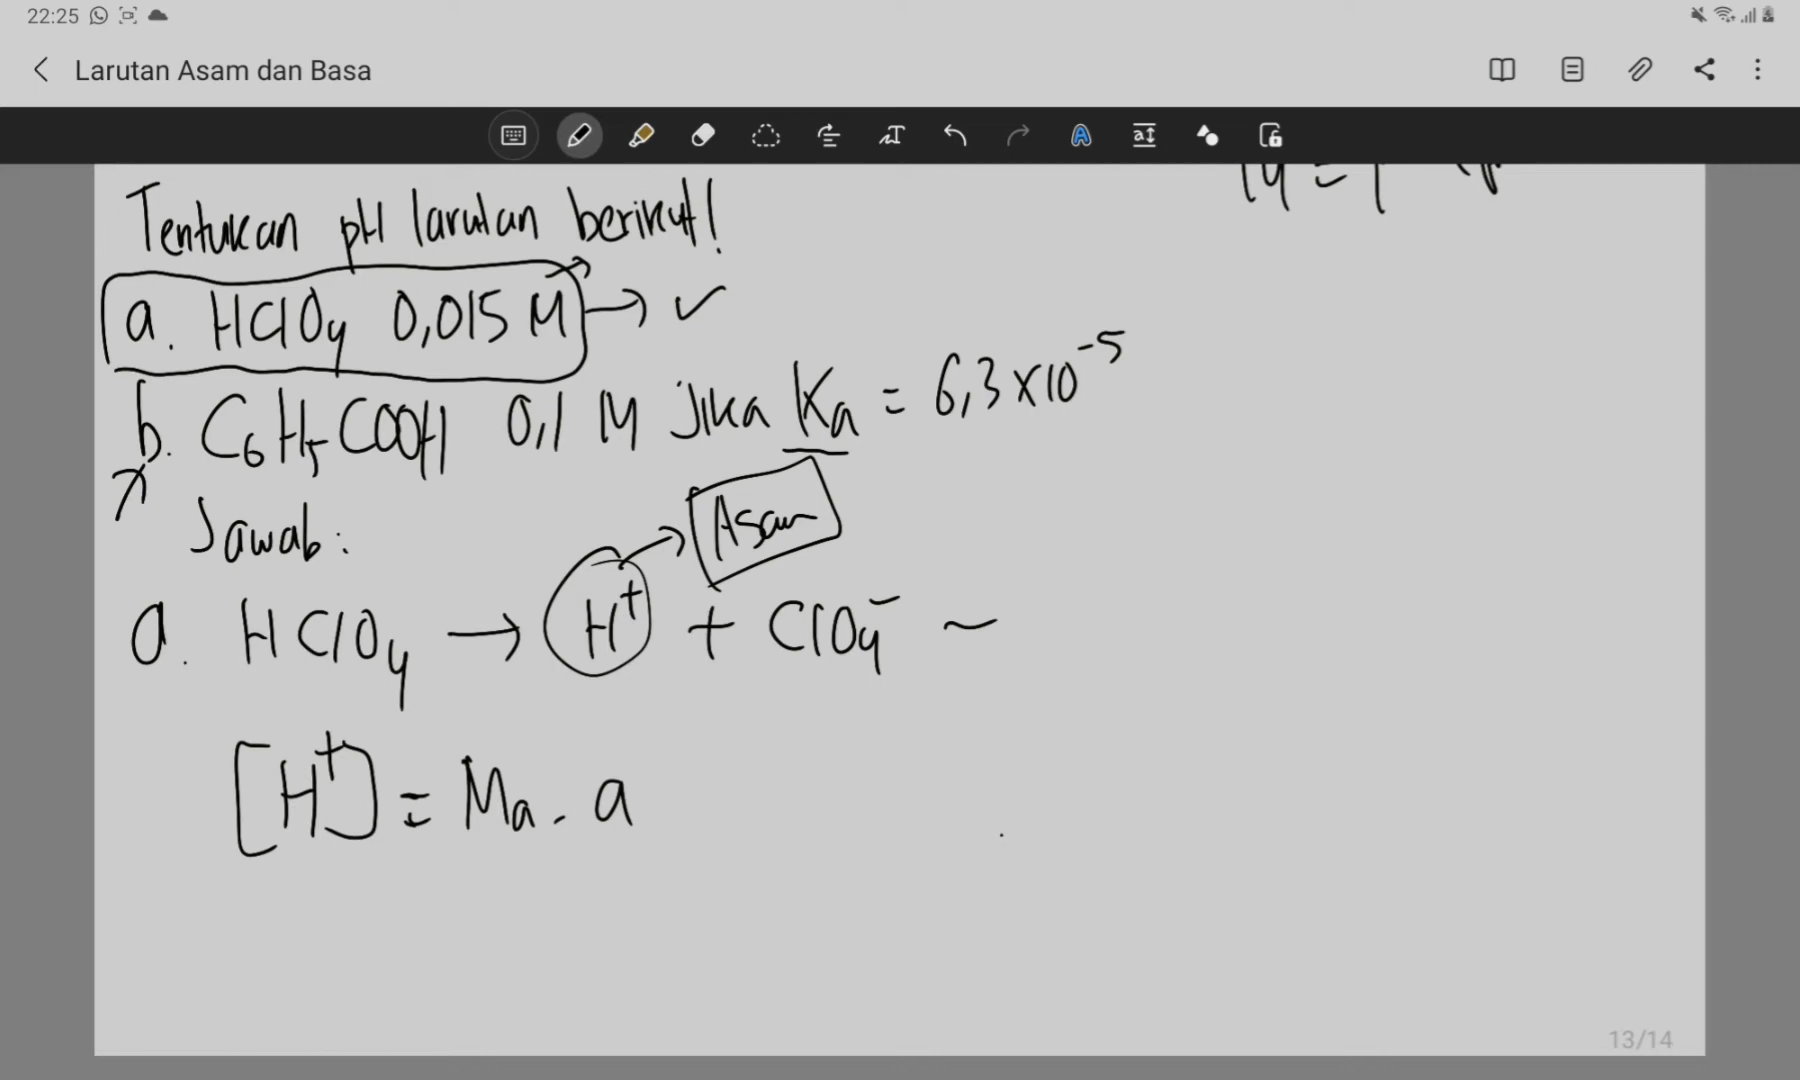 22:25
Larutan Asam dan Basa
Tentukan pH larutan berikut!
a. HClO4 0,015 M → ✓
b. C6H5COOH 0,1 M jika Ka = 6,3×10⁻⁵
Jawab:
Asam
a. HClO4 → H⁺ + ClO4⁻ ~
[H⁺] = Ma . a
13/14